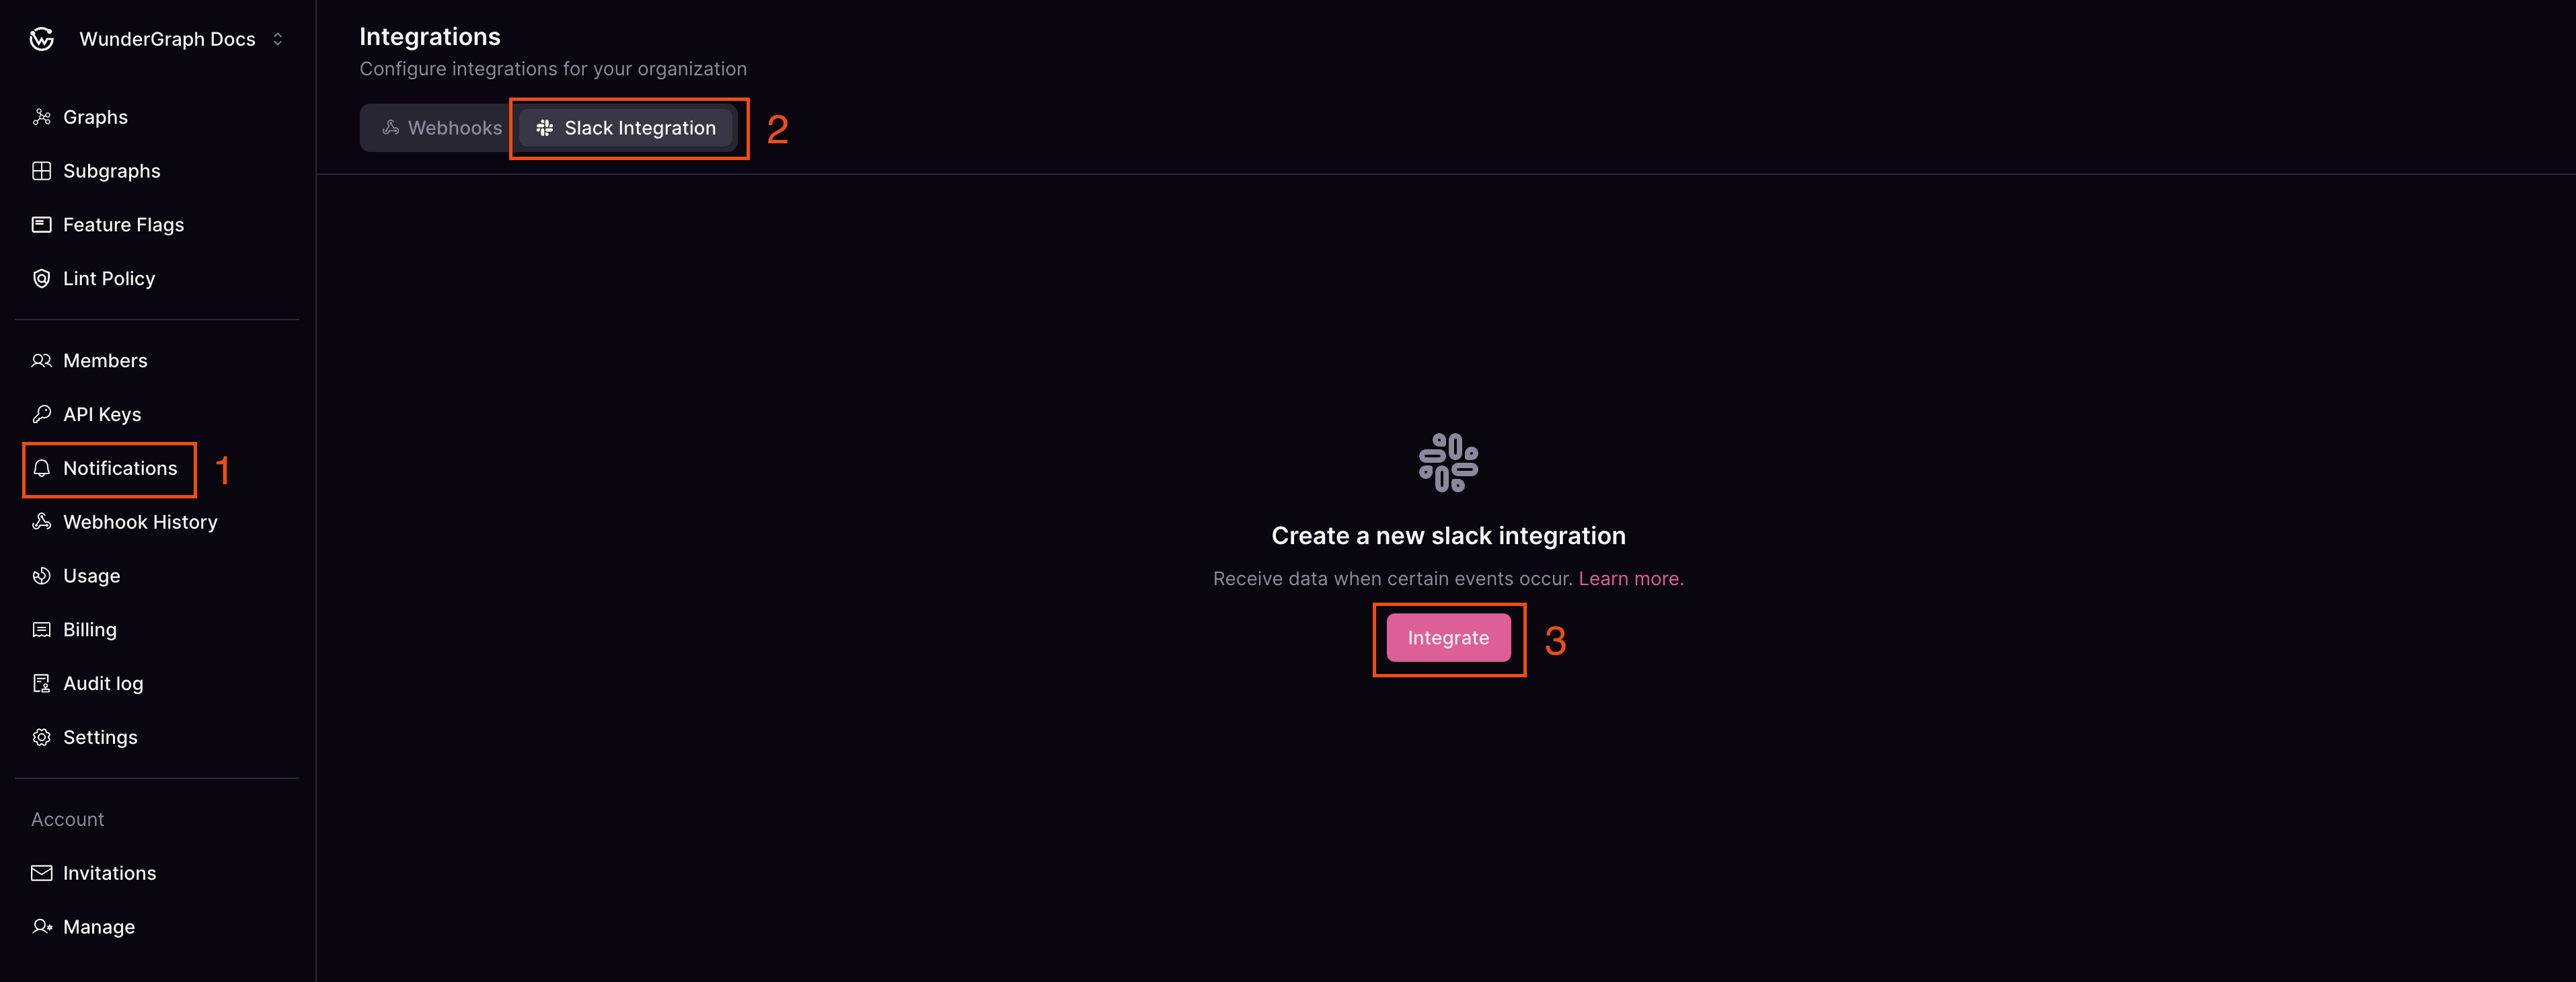 WunderGraph Docs
Graphs
Subgraphs
Feature Flags
Lint Policy
Members
API Keys
Notifications 1
Webhook History
Usage
Billing
Audit log
Settings
Account
Invitations
Manage
Integrations
Configure integrations for your organization
Webhooks Slack Integration 2
Create a new slack integration
Receive data when certain events occur. Learn more.
Integrate 3